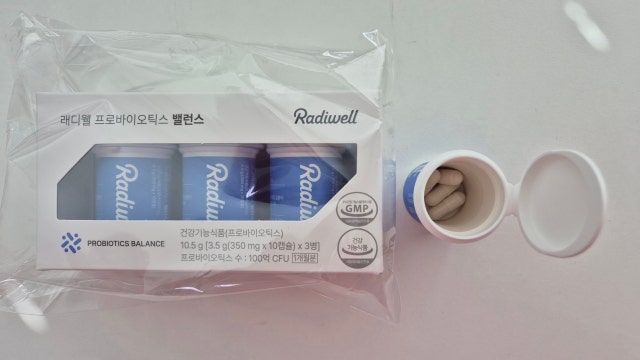 래디웰 프로바이오틱스 밸런스
Radiwell
Radiwell
Radiwell
Radiwell
GMP
건강기능식품(프로바이오틱스)
10.5 g [3.5 g(350 mg x 10캡슐) x 3병]
프로바이오틱스 수 : 100억 CFU 1개월분
PROBIOTICS BALANCE
건강
기능식품